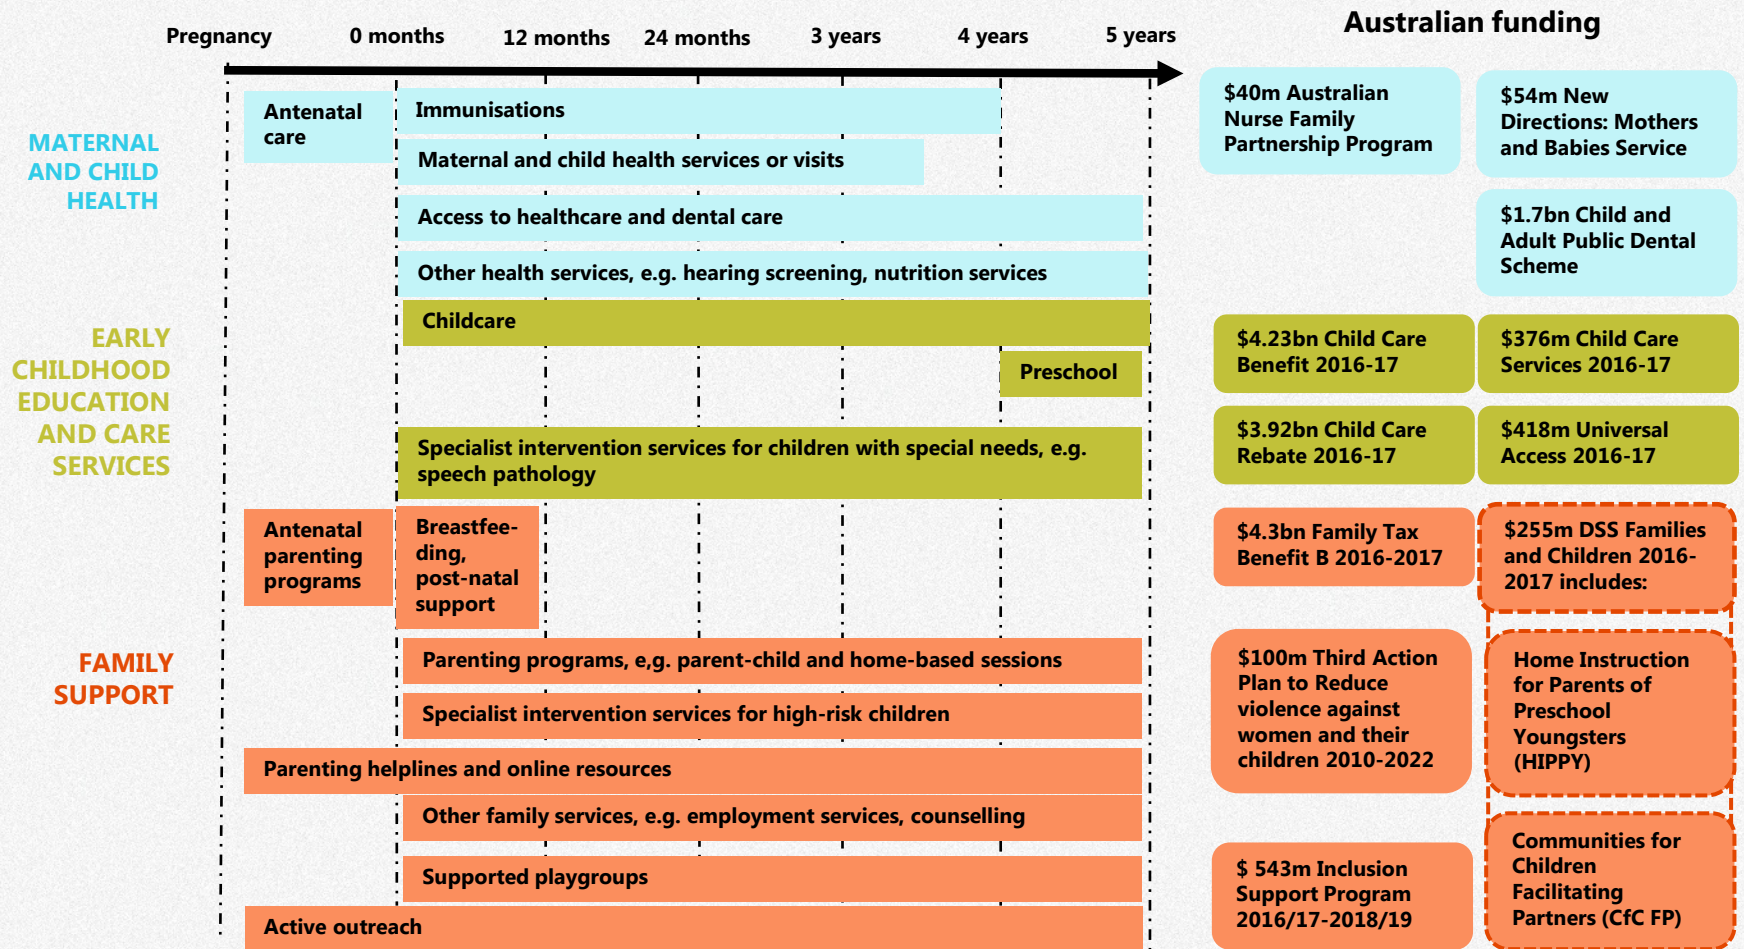 Australian funding
Pregnancy
0 months
12 months
24 months
3 years
4 years
5 years
MATERNAL
AND CHILD
HEALTH
Antenatal
care
Immunisations
Maternal and child health services or visits
Access to healthcare and dental care
Other health services, e.g. hearing screening, nutrition services
$40m Australian
Nurse Family
Partnership Program
$54m New
Directions: Mothers
and Babies Service
$1.7bn Child and
Adult Public Dental
Scheme
EARLY
CHILDHOOD
EDUCATION
AND CARE
SERVICES
Childcare
Preschool
Specialist intervention services for children with special needs, e.g.
speech pathology
$4.23bn Child Care
Benefit 2016-17
$376m Child Care
Services 2016-17
$3.92bn Child Care
Rebate 2016-17
$418m Universal
Access 2016-17
FAMILY
SUPPORT
Antenatal
parenting
programs
Breastfee-
ding,
post-natal
support
Parenting programs, e,g. parent-child and home-based sessions
Specialist intervention services for high-risk children
Parenting helplines and online resources
Other family services, e.g. employment services, counselling
Supported playgroups
Active outreach
$4.3bn Family Tax
Benefit B 2016-2017
$255m DSS Families
and Children 2016-
2017 includes:
$100m Third Action
Plan to Reduce
violence against
women and their
children 2010-2022
Home Instruction
for Parents of
Preschool
Youngsters
(HIPPY)
$ 543m Inclusion
Support Program
2016/17-2018/19
Communities for
Children
Facilitating
Partners (CfC FP)